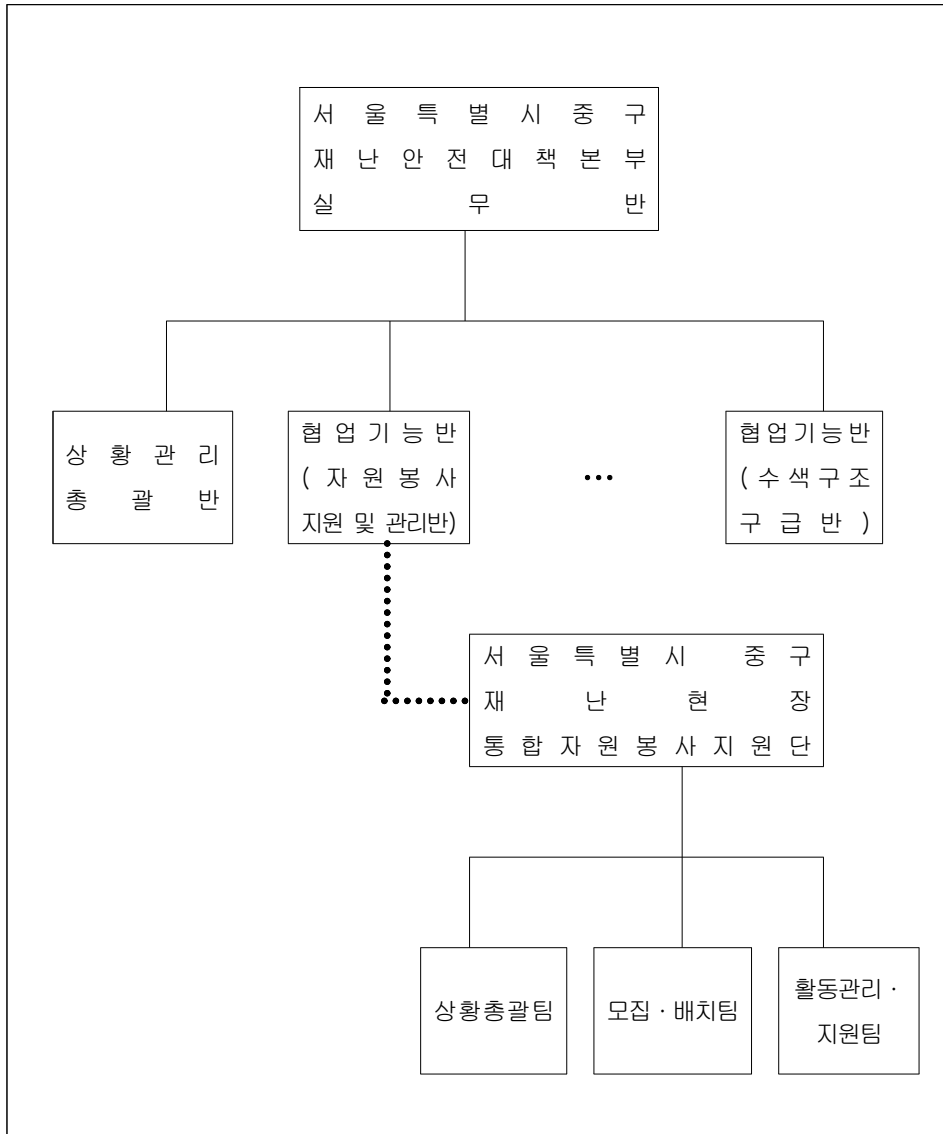 서울특별시중구
재난안전대책본부
실무반
상황관리
총괄반
협업기능반
(자원봉사
지원 및 관리반)
...
협업기능반
(수색구조
구급반)
서울특별시 중구
재난현장
통합자원봉사지원단
상황총괄팀
모집·배치팀
활동관리·
지원팀